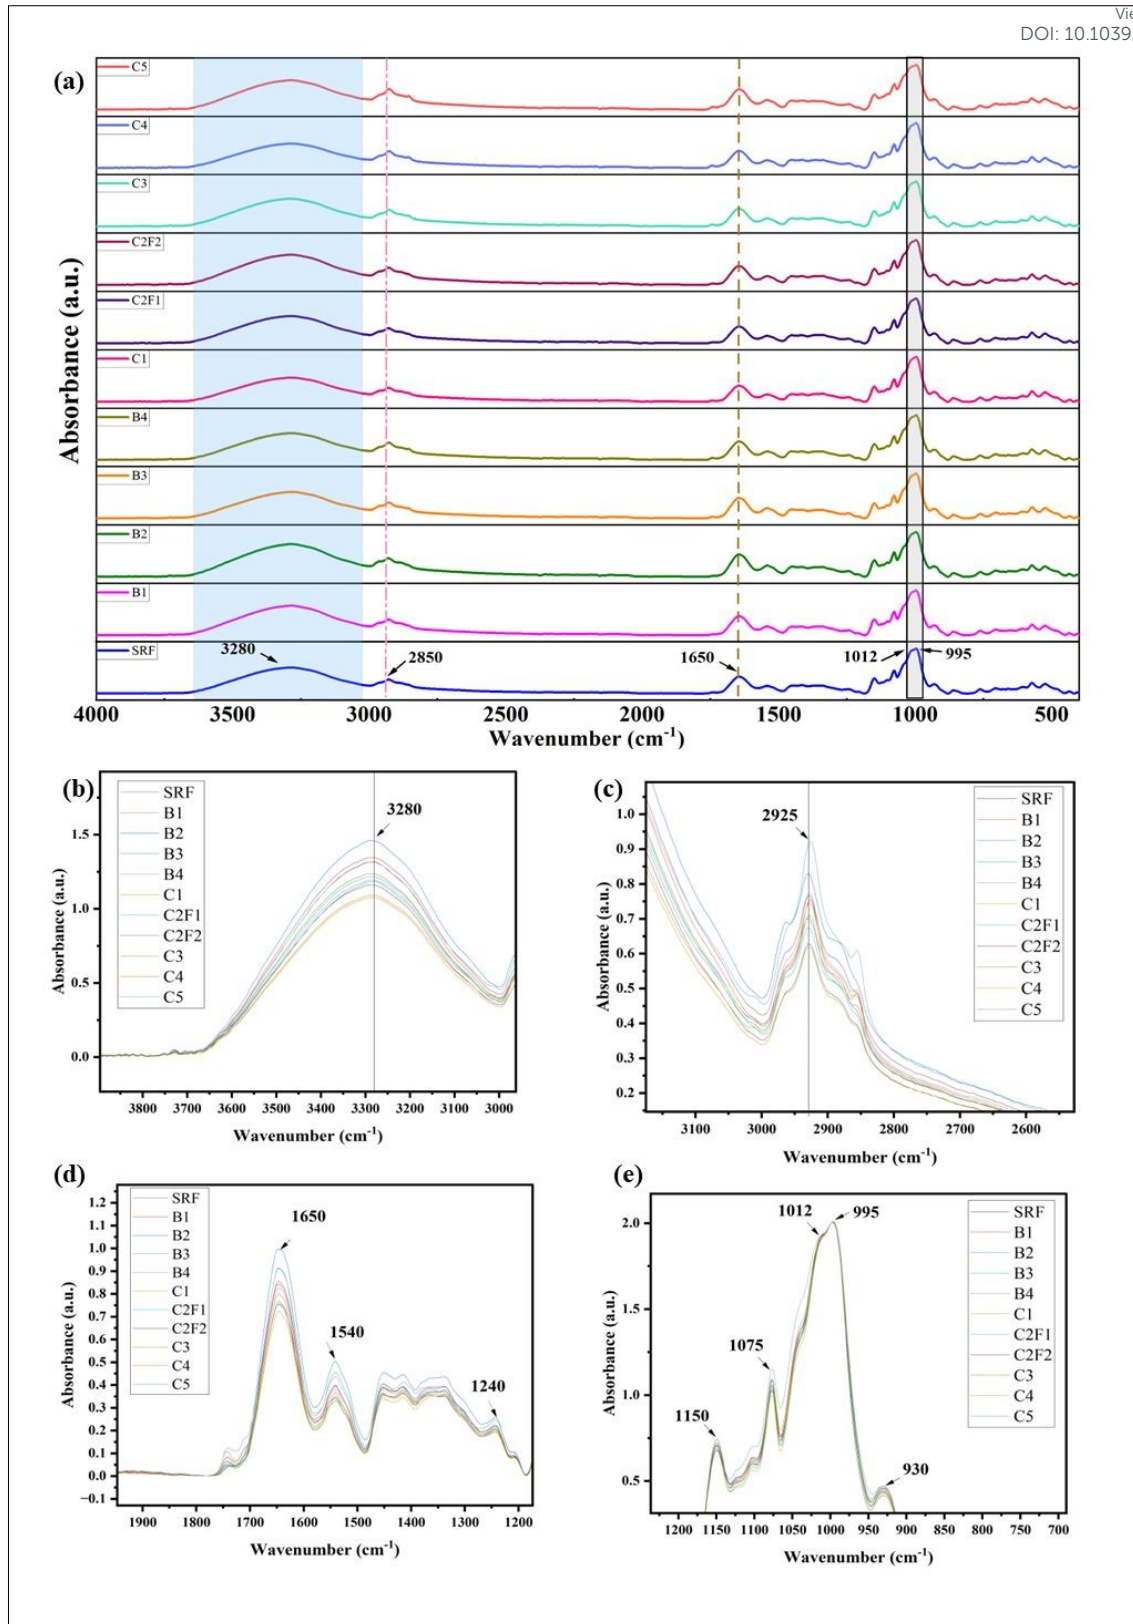 Vie
DOI: 10.1039
(a)
C5
C4
C3
C2F2
C2F1
C1
B4
B3
B2
B1
SRF
3280
2850
1650
1012
995
Absorbance (a.u.)
4000 3500 3000 2500 2000 1500 1000 500
Wavenumber (cm⁻¹)
(b)
SRF
B1
B2
B3
B4
C1
C2F1
C2F2
C3
C4
C5
3280
1.5
1.0
0.5
0.0
Absorbance (a.u.)
3800 3700 3600 3500 3400 3300 3200 3100 3000
Wavenumber (cm⁻¹)
(c)
SRF
B1
B2
B3
B4
C1
C2F1
C2F2
C3
C4
C5
2925
1.0
0.9
0.8
0.7
0.6
0.5
0.4
0.3
0.2
Absorbance (a.u.)
3100 3000 2900 2800 2700 2600
Wavenumber (cm⁻¹)
(d)
SRF
B1
B2
B3
B4
C1
C2F1
C2F2
C3
C4
C5
1650
1540
1240
1.2
1.1
1.0
0.9
0.8
0.7
0.6
0.5
0.4
0.3
0.2
0.1
0.0
−0.1
Absorbance (a.u.)
1900 1800 1700 1600 1500 1400 1300 1200
Wavenumber (cm⁻¹)
(e)
SRF
B1
B2
B3
B4
C1
C2F1
C2F2
C3
C4
C5
1012
995
1075
1150
930
2.0
1.5
1.0
0.5
Absorbance (a.u.)
1200 1150 1100 1050 1000 950 900 850 800 750 700
Wavenumber (cm⁻¹)